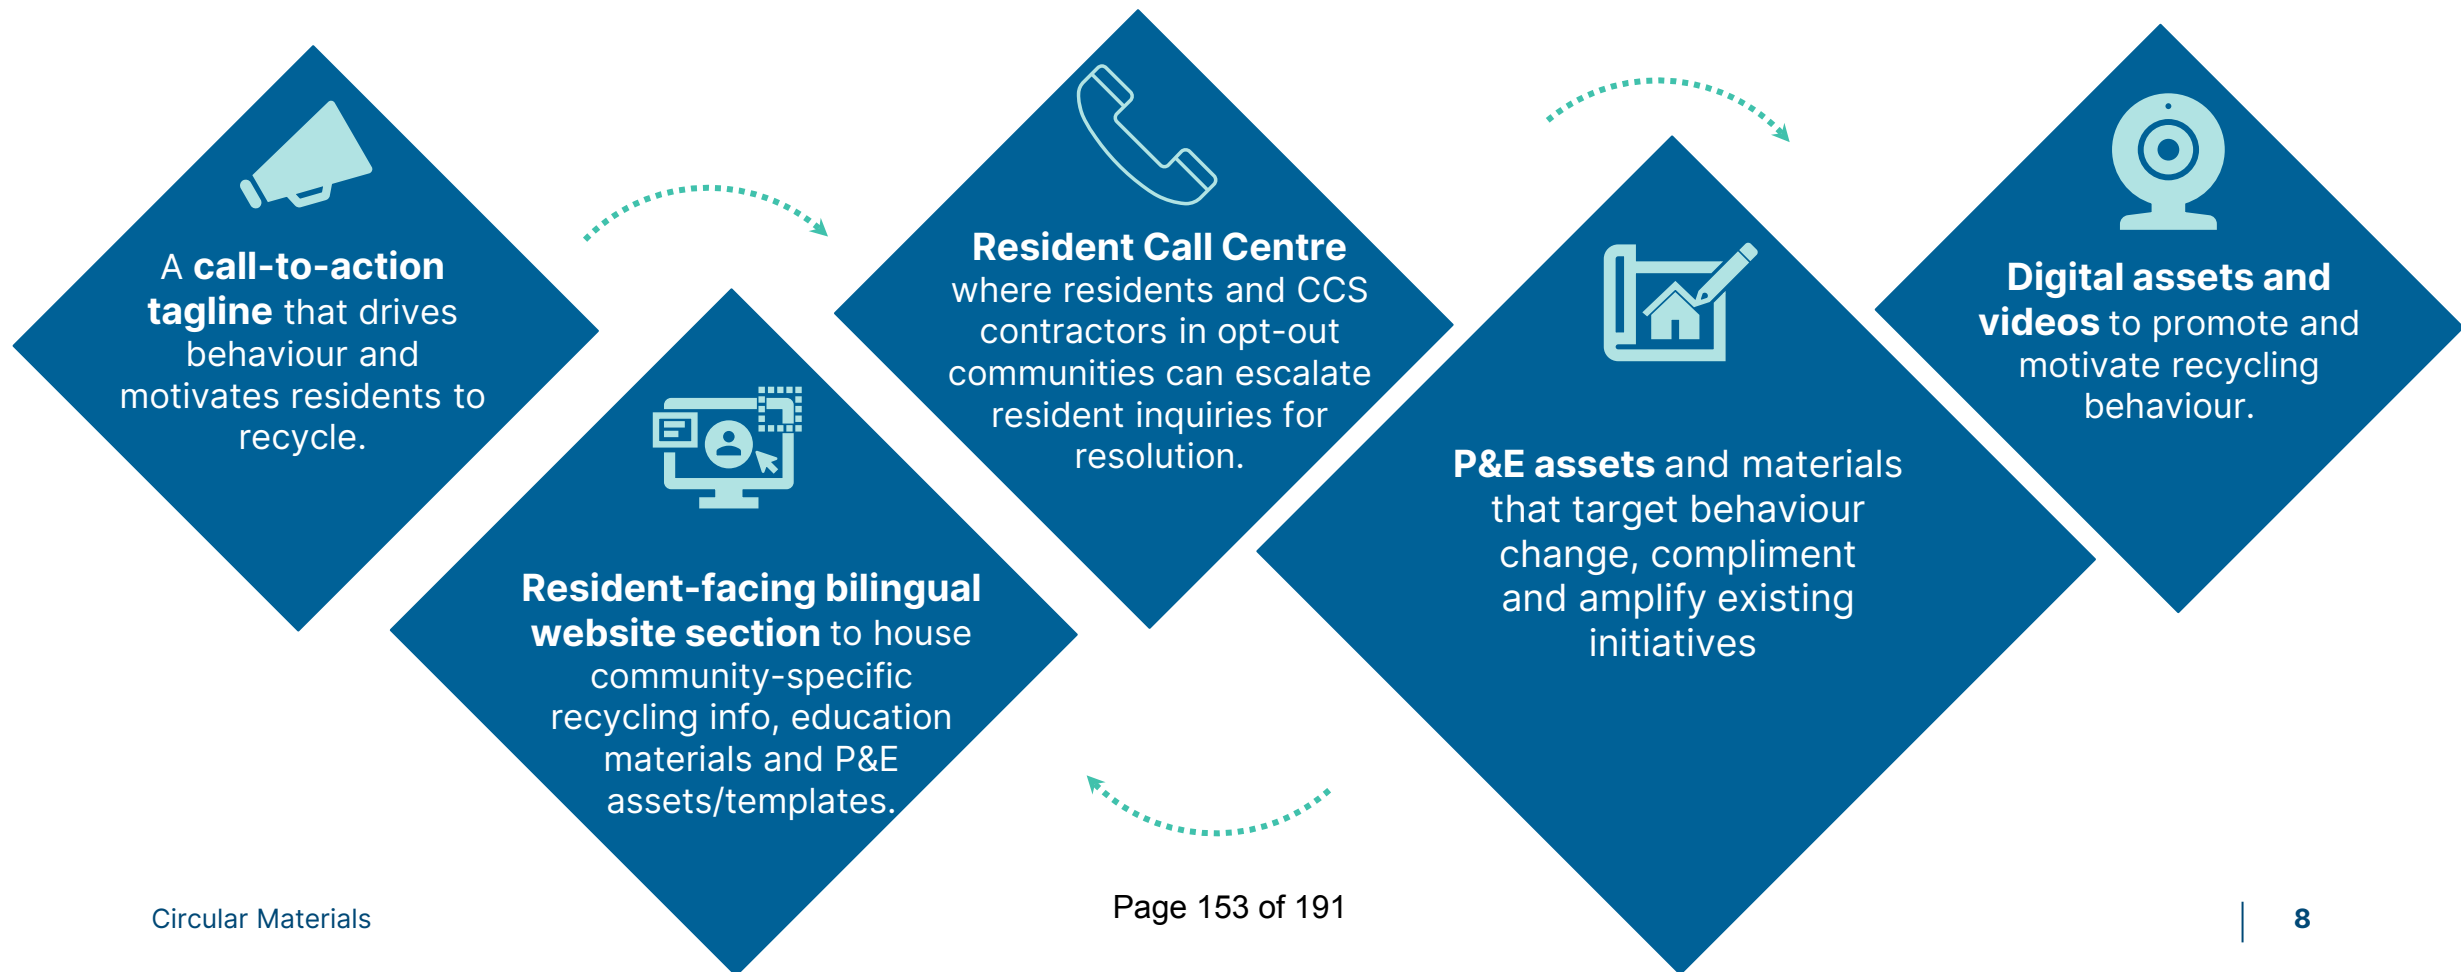 A call-to-action
tagline that drives
behaviour and
motivates residents to
recycle.
Resident-facing bilingual
website section to house
community-specific
recycling info, education
materials and P&E
assets/templates.
Resident Call Centre
where residents and CCS
contractors in opt-out
communities can escalate
resident inquiries for
resolution.
P&E assets and materials
that target behaviour
change, compliment
and amplify existing
initiatives
Digital assets and
videos to promote and
motivate recycling
behaviour.
Circular Materials
Page 153 of 191
8